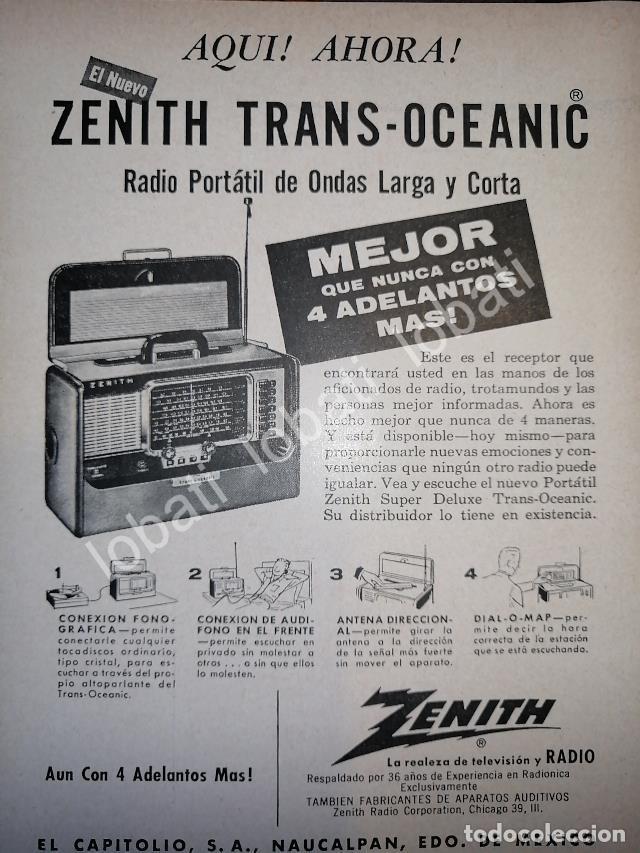 AQUI! AHORA!
El Nuevo
ZENITH TRANS-OCEANIC®
Radio Portátil de Ondas Larga y Corta
MEJOR
QUE NUNCA CON
4 ADELANTOS
MAS!
ZENITH
Este es el receptor que
encontrará usted en las manos de los
aficionados de radio, trotamundos y las
personas mejor informadas. Ahora es
hecho mejor que nunca de 4 maneras.
Y está disponible—hoy mismo—para
proporcionarle nuevas emociones y con-
veniencias que ningún otro radio puede
igualar. Vea y escuche el nuevo Portátil
Zenith Super Deluxe Trans-Oceanic.
Su distribuidor lo tiene en existencia.
lobati lobati lobati lobati
1
CONEXION FONO-
GRAFICA—permite
conectarle cualquier
tocadiscos ordinario,
tipo cristal, para es-
cuchar a través del pro-
pio altoparlante del
Trans-Oceanic.
2
CONEXION DE AUDI-
FONO EN EL FRENTE
—permite escuchar en
privado sin molestar a
otros . . . o sin que ellos
lo molesten.
3
ANTENA DIRECCION-
AL—permite girar la
antena a la dirección
de la señal más fuerte
sin mover el aparato.
4
DIAL-O-MAP—per-
mite decir la hora
correcta de la estación
que se está escuchando.
Aun Con 4 Adelantos Mas!
ZENITH
®
La realeza de televisión y RADIO
Respaldado por 36 años de Experiencia en Radionica
Exclusivamente
TAMBIEN FABRICANTES DE APARATOS AUDITIVOS
Zenith Radio Corporation, Chicago 39, Ill.
EL CAPITOLIO, S. A., NAUCALPAN, EDO. DE MEXICO
todocoleccion.net